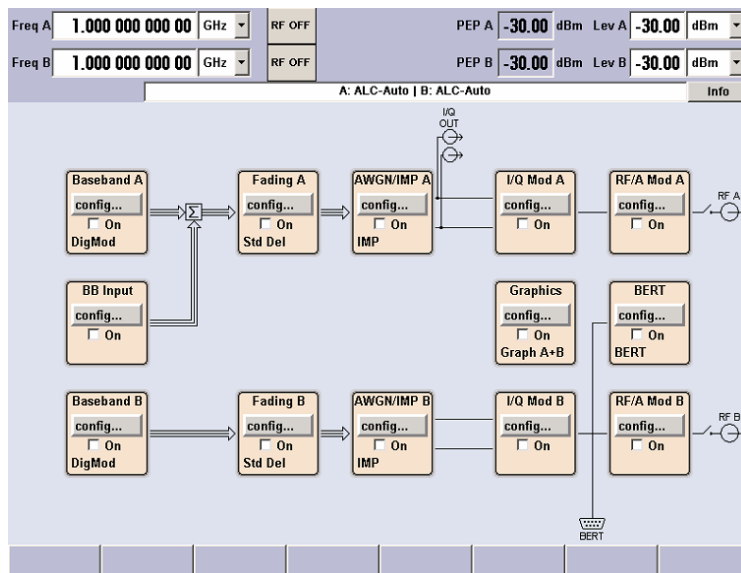 Freq A 1.000 000 000 00 GHz RF OFF PEP A -30.00 dBm Lev A -30.00 dBm
Freq B 1.000 000 000 00 GHz RF OFF PEP B -30.00 dBm Lev B -30.00 dBm
A: ALC-Auto | B: ALC-Auto Info
I/Q
OUT
Baseband A Fading A AWGN/IMP A I/Q Mod A RF/A Mod A
config... Σ config... config... config... config... RF A
On On On On On
DigMod Std Del IMP
BB Input Graphics BERT
config... config... config...
On On On
Graph A+B BERT
Baseband B Fading B AWGN/IMP B I/Q Mod B RF/A Mod B
config... config... config... config... config... RF B
On On On On On
DigMod Std Del IMP
BERT